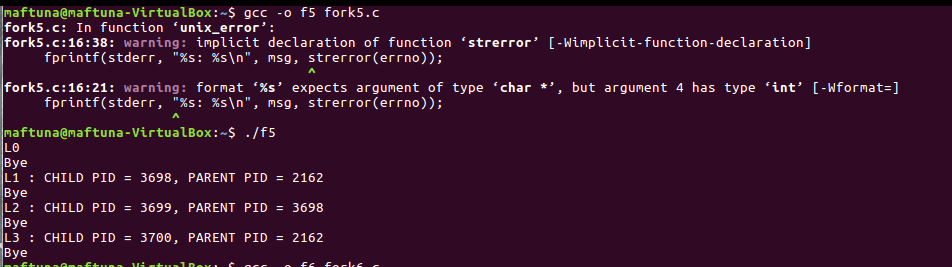 maftuna@maftuna-VirtualBox:~$ gcc -o f5 fork5.c
fork5.c: In function ‘unix_error’:
fork5.c:16:38: warning: implicit declaration of function ‘strerror’ [-Wimplicit-function-declaration]
fprintf(stderr, "%s: %s\n", msg, strerror(errno));
^
fork5.c:16:21: warning: format ‘%s’ expects argument of type ‘char *’, but argument 4 has type ‘int’ [-Wformat=]
fprintf(stderr, "%s: %s\n", msg, strerror(errno));
^
maftuna@maftuna-VirtualBox:~$ ./f5
L0
Bye
L1 : CHILD PID = 3698, PARENT PID = 2162
Bye
L2 : CHILD PID = 3699, PARENT PID = 3698
Bye
L3 : CHILD PID = 3700, PARENT PID = 2162
Bye
maftuna@maftuna-VirtualBox:~$ gcc -o f6 fork6.c